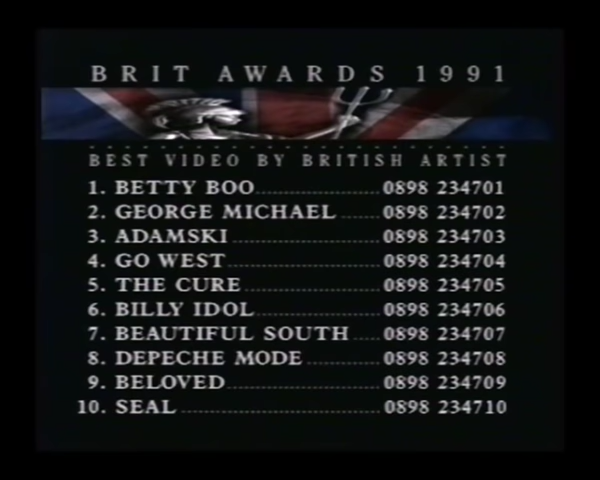 BRIT AWARDS 1991
BEST VIDEO BY BRITISH ARTIST
1. BETTY BOO 0898 234701
2. GEORGE MICHAEL 0898 234702
3. ADAMSKI 0898 234703
4. GO WEST 0898 234704
5. THE CURE 0898 234705
6. BILLY IDOL 0898 234706
7. BEAUTIFUL SOUTH 0898 234707
8. DEPECHE MODE 0898 234708
9. BELOVED 0898 234709
10. SEAL 0898 234710